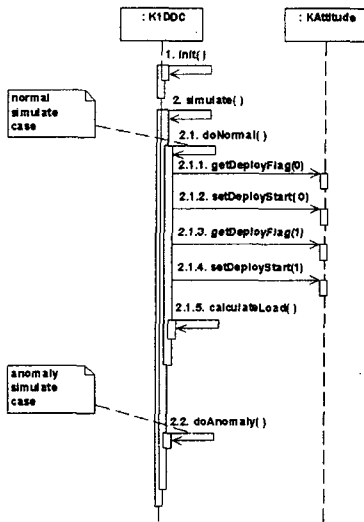 : K1DDC
: KAttitude
1. init( )
normal
simulate
case
2. simulate( )
2.1. doNormal( )
2.1.1. getDeployFlag(0)
2.1.2. setDeployStart( 0)
2.1.3. getDeployFlag(1)
2.1.4. setDeployStart(1)
2.1.5. calculateLoad( )
anomaly
simulate
case
2.2. doAnomaly( )